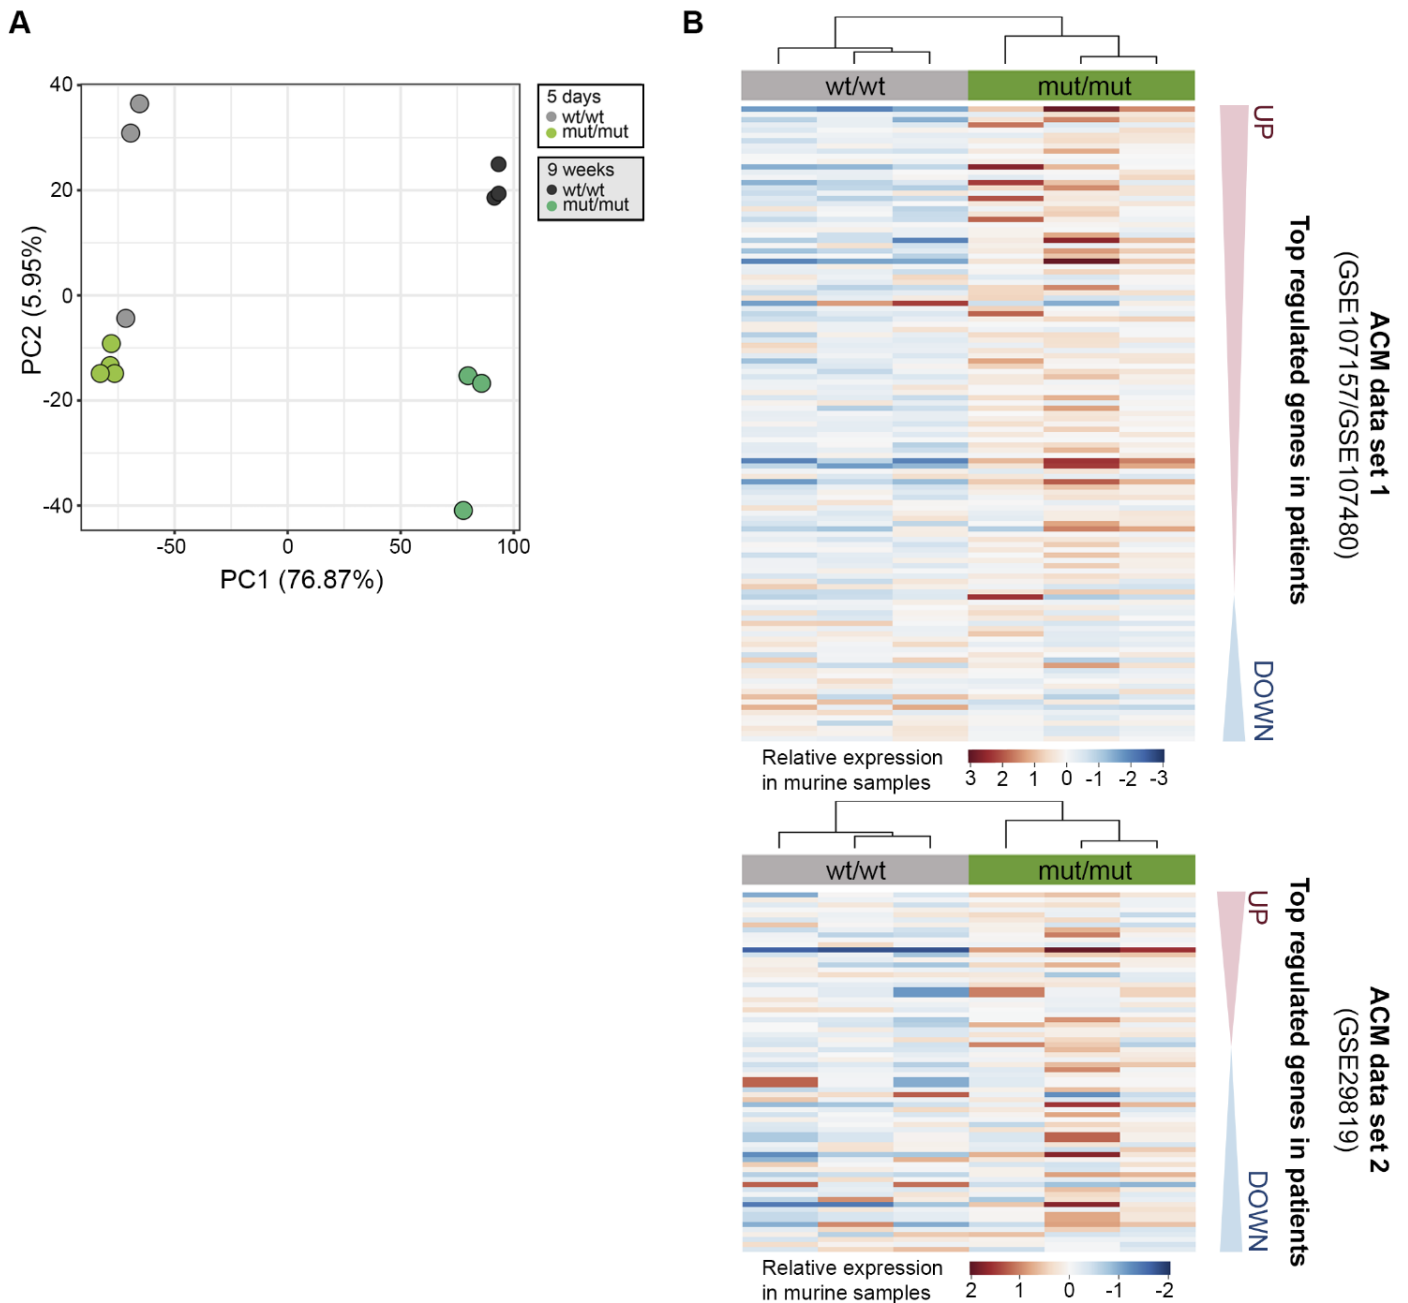 A
40
20
0
-20
-40
PC2 (5.95%)
-50
0
50
100
PC1 (76.87%)
5 days
wt/wt
mut/mut
9 weeks
wt/wt
mut/mut
B
wt/wt
mut/mut
UP
DOWN
Top regulated genes in patients
ACM data set 1
(GSE107157/GSE107480)
Relative expression
in murine samples
3 2 1 0 -1 -2 -3
wt/wt
mut/mut
UP
DOWN
Top regulated genes in patients
ACM data set 2
(GSE29819)
Relative expression
in murine samples
2 1 0 -1 -2